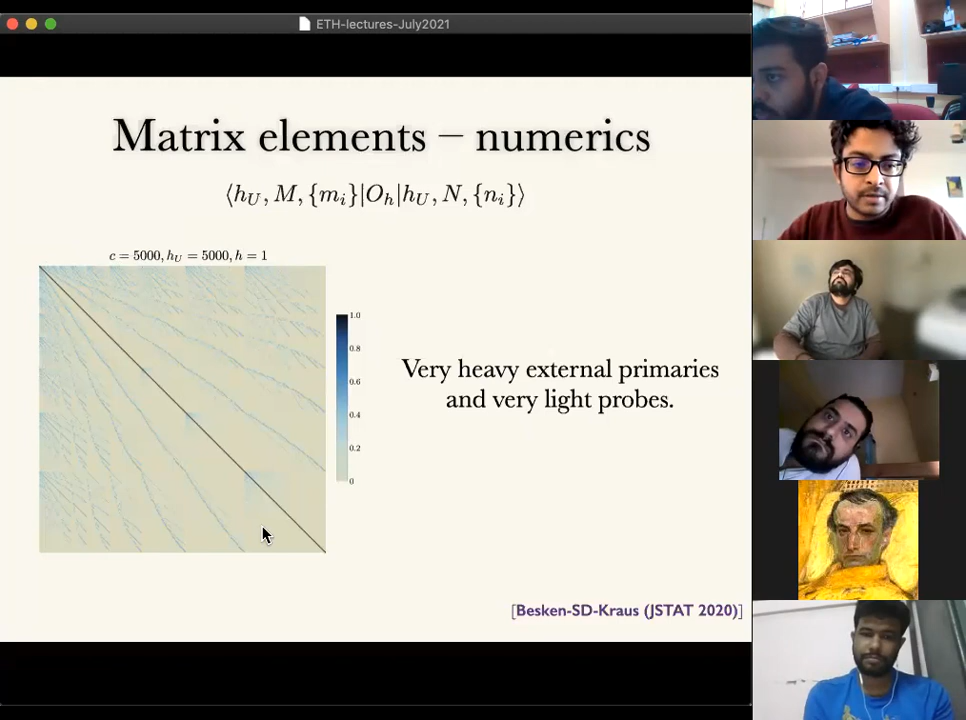 ETH-lectures-July2021
Matrix elements – numerics
⟨h_U, M, {m_i}|O_h|h_U, N, {n_i}⟩
c = 5000, h_U = 5000, h = 1
1.0
0.8
0.6
0.4
0.2
0
Very heavy external primaries
and very light probes.
[Besken-SD-Kraus (JSTAT 2020)]